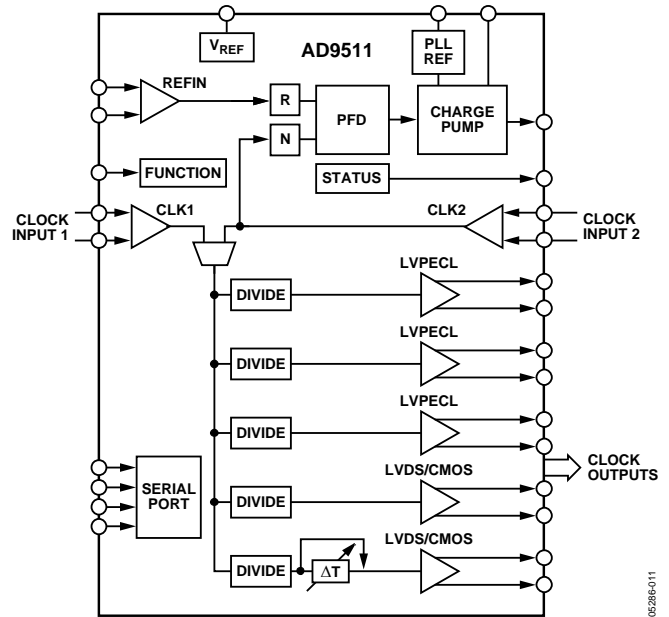 VREF
AD9511
PLL
REF
REFIN
R
PFD
CHARGE
PUMP
N
FUNCTION
STATUS
CLOCK
INPUT 1
CLK1
CLK2
CLOCK
INPUT 2
LVPECL
DIVIDE
LVPECL
DIVIDE
LVPECL
DIVIDE
SERIAL
PORT
LVDS/CMOS
DIVIDE
CLOCK
OUTPUTS
LVDS/CMOS
DIVIDE
ΔT
05286-011